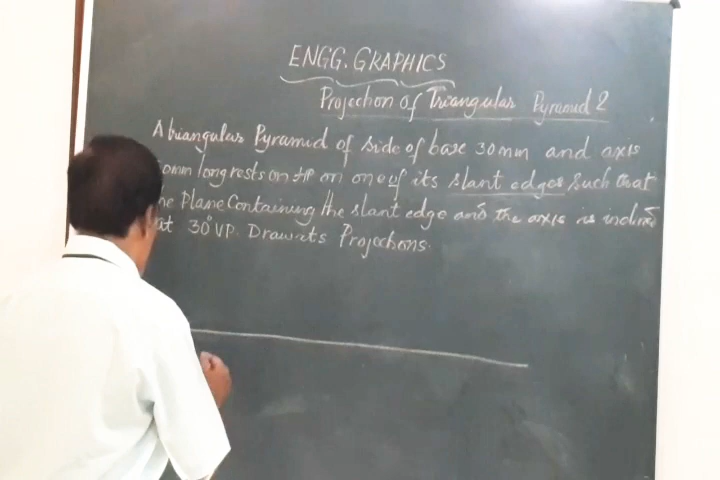 ENGG. GRAPHICS
Projection of Triangular Pyramid 2
A triangular Pyramid of side of base 30mm and axis
long rests on HP on one of its slant edges such that
Plane Containing the slant edge and the axis is
at 30° VP. Draw its Projections.